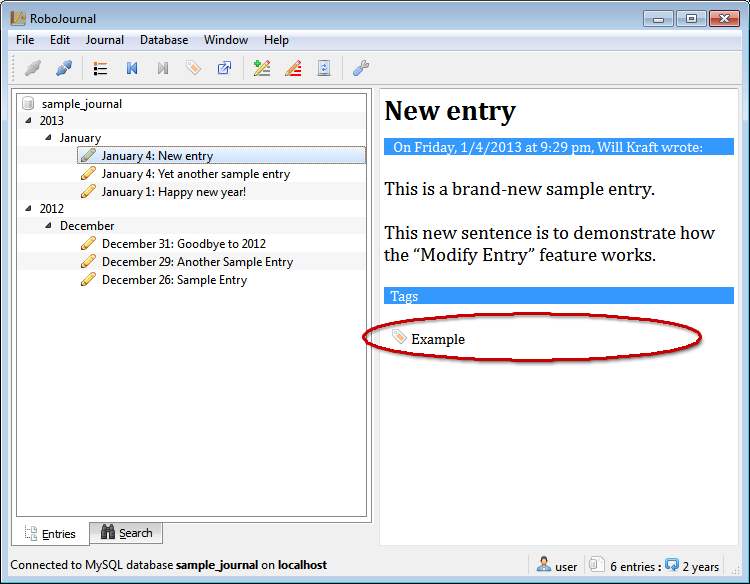 RoboJournal
File Edit Journal Database Window Help
sample_journal
2013
January
January 4: New entry
January 4: Yet another sample entry
January 1: Happy new year!
2012
December
December 31: Goodbye to 2012
December 29: Another Sample Entry
December 26: Sample Entry
Entries Search
New entry
On Friday, 1/4/2013 at 9:29 pm, Will Kraft wrote:
This is a brand-new sample entry.
This new sentence is to demonstrate how
the “Modify Entry” feature works.
Tags
Example
Connected to MySQL database sample_journal on localhost
user 6 entries : 2 years